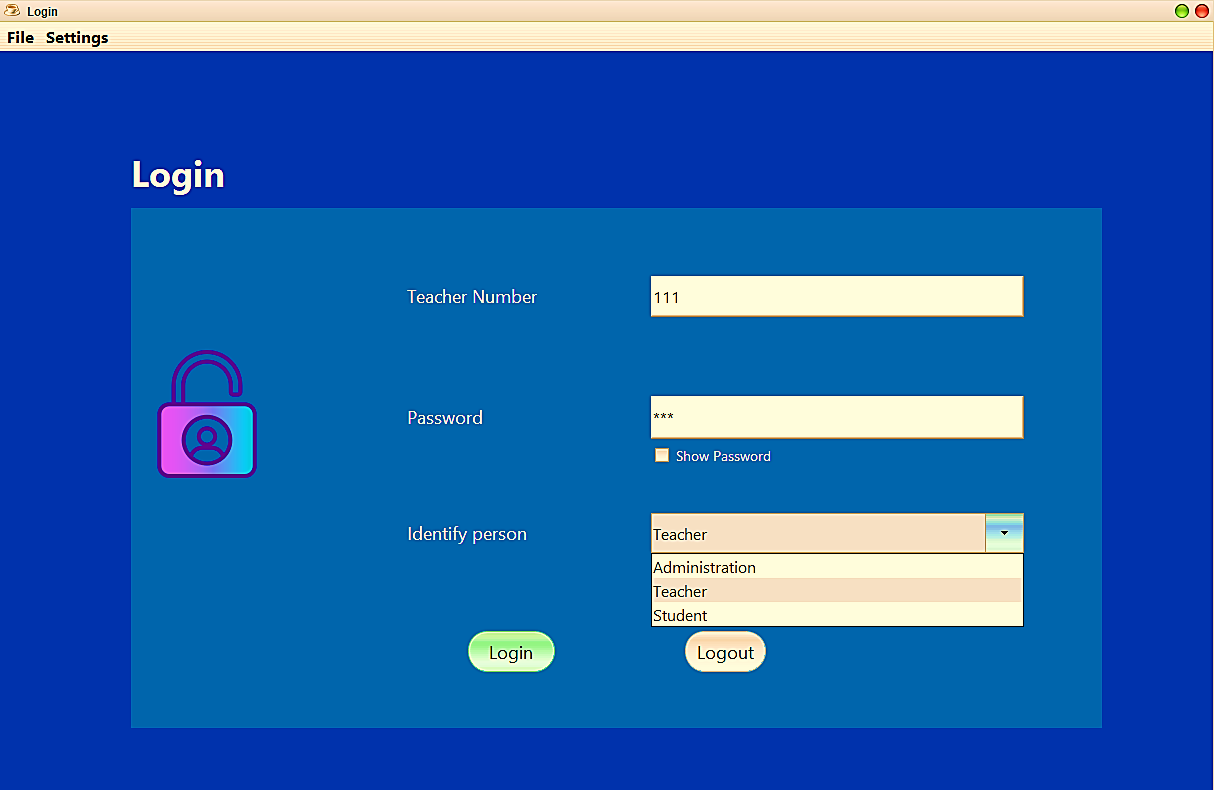 Login
File Settings
Login
Teacher Number 111
Password ***
Show Password
Identify person Teacher
Administration
Teacher
Student
Login Logout